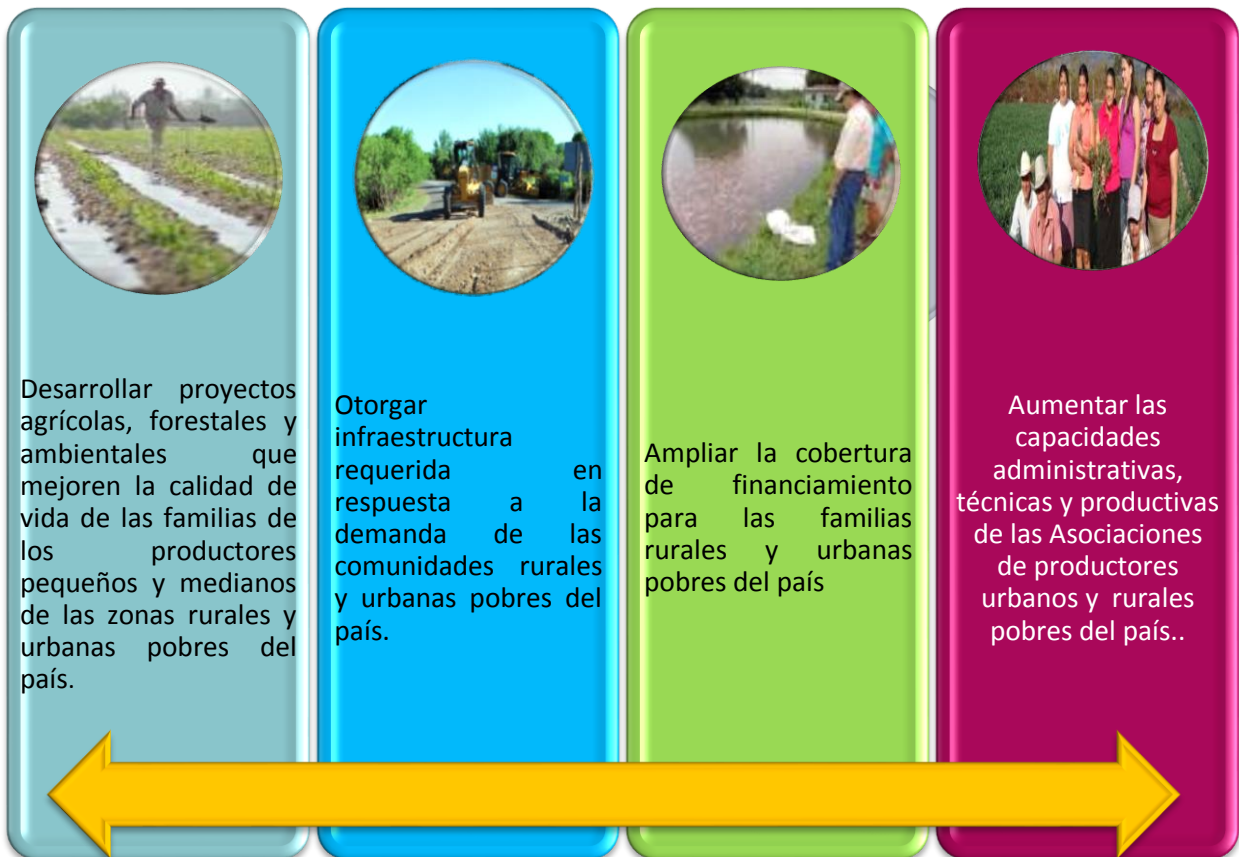 Desarrollar proyectos
agrícolas, forestales y
ambientales que
mejoren la calidad de
vida de las familias de
los productores
pequeños y medianos
de las zonas rurales y
urbanas pobres del
país.
Otorgar
infraestructura
requerida en
respuesta a la
demanda de las
comunidades rurales
y urbanas pobres del
país.
Ampliar la cobertura
de financiamiento
para las familias
rurales y urbanas
pobres del país
Aumentar las
capacidades
administrativas,
técnicas y productivas
de las Asociaciones
de productores
urbanos y rurales
pobres del país..